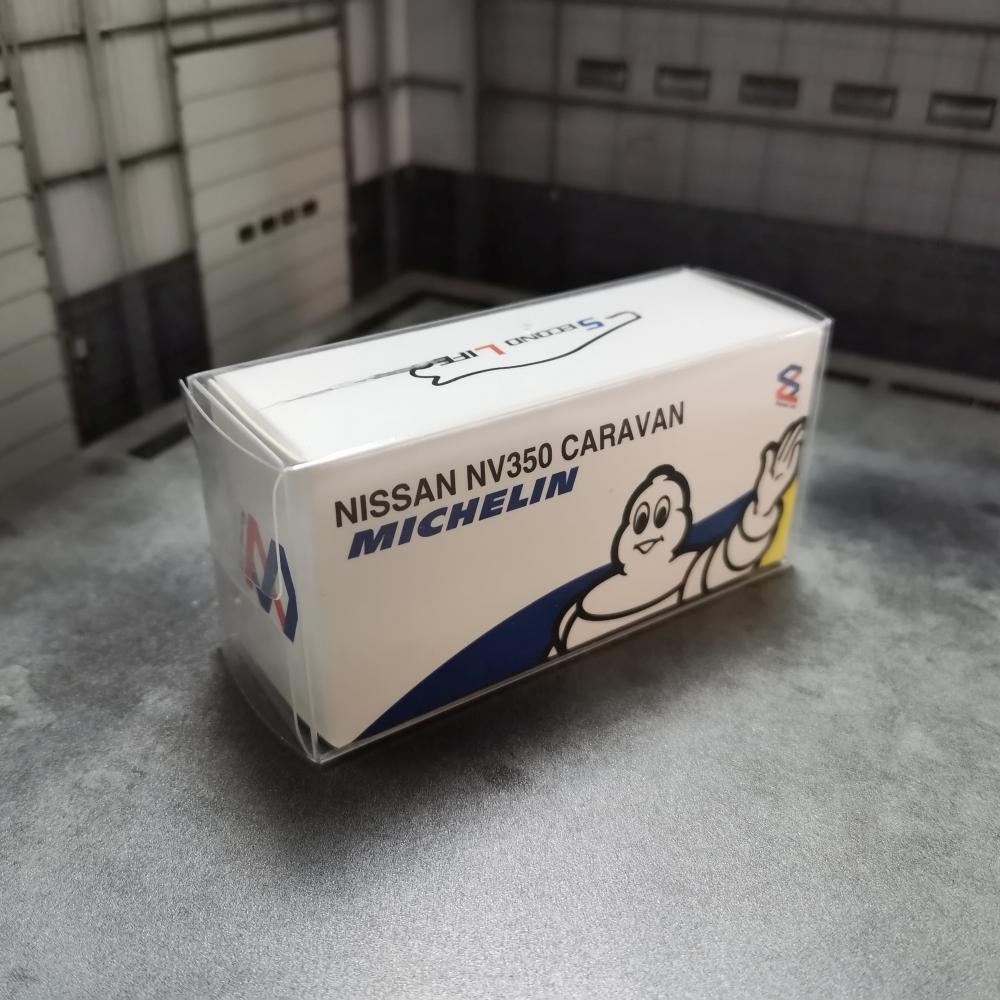 SECOND LIFE
NISSAN NV350 CARAVAN
MICHELIN